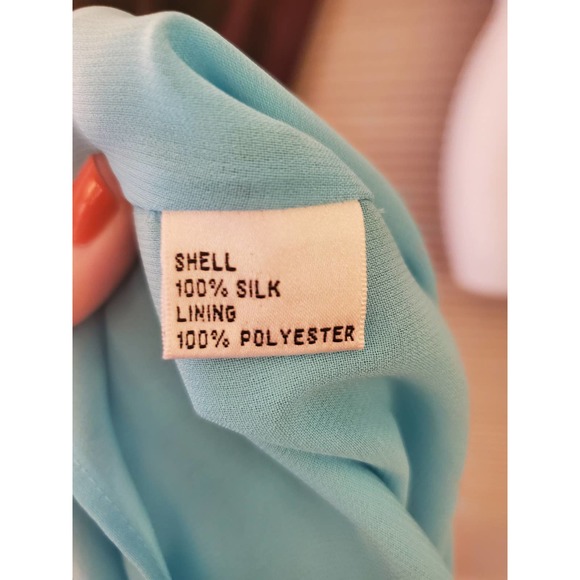 SHELL
100% SILK
LINING
100% POLYESTER